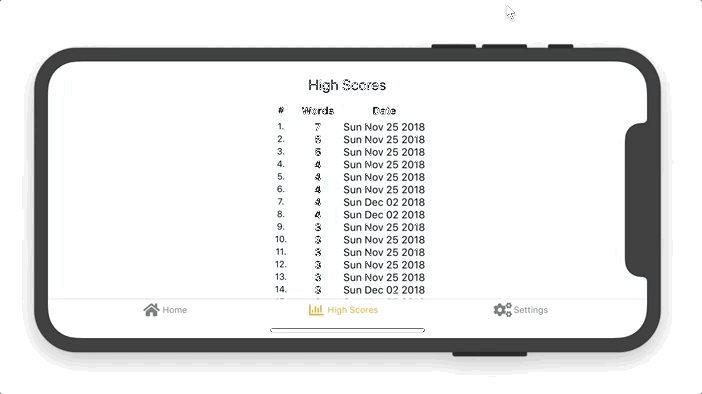 High Scores
# Words Date
1. 7 Sun Nov 25 2018
2. Sun Nov 25 2018
3. Sun Nov 25 2018
4. 4 Sun Nov 25 2018
5. 4 Sun Nov 25 2018
6. 4 Sun Nov 25 2018
7. 4 Sun Dec 02 2018
8. 4 Sun Dec 02 2018
9. 3 Sun Nov 25 2018
10. 3 Sun Nov 25 2018
11. 3 Sun Nov 25 2018
12. 3 Sun Nov 25 2018
13. 3 Sun Nov 25 2018
14. 3 Sun Dec 02 2018
Home High Scores Settings